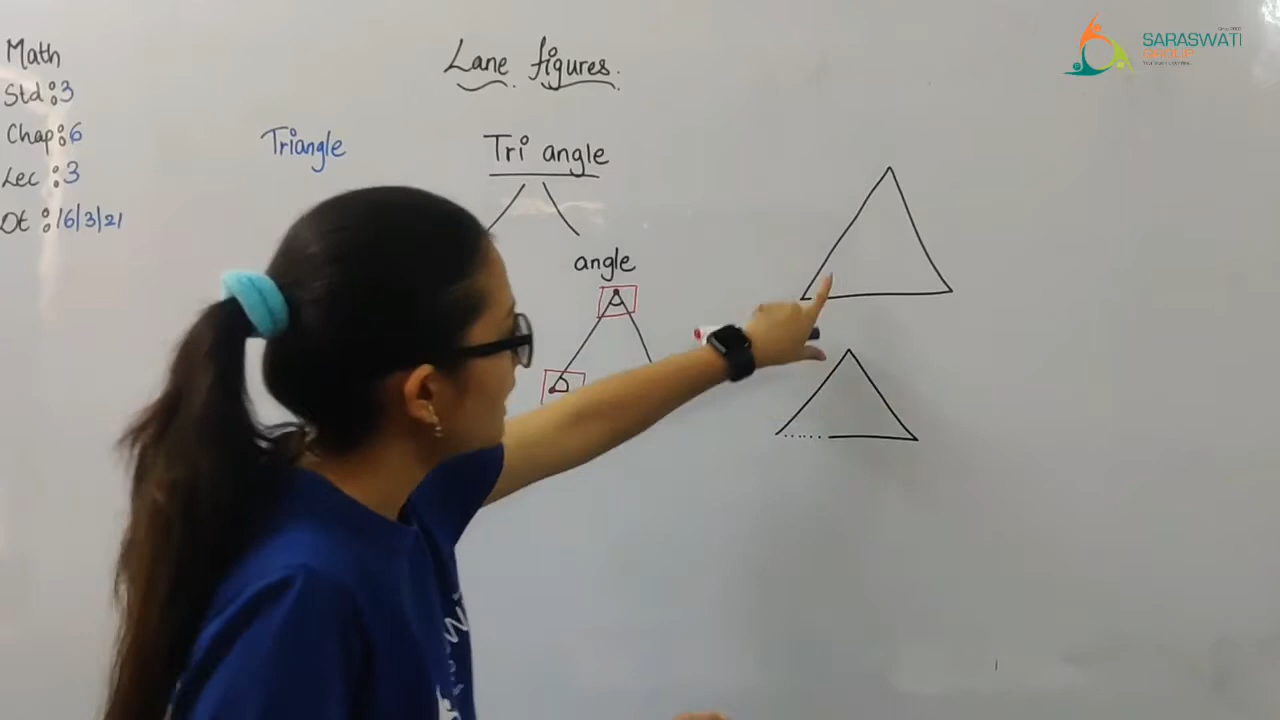 Math
Std : 3
Chap : 6
Lec : 3
Dt : 16/3/21
Lane figures.
Triangle
Tri angle
angle
SARASWATI
GROUP